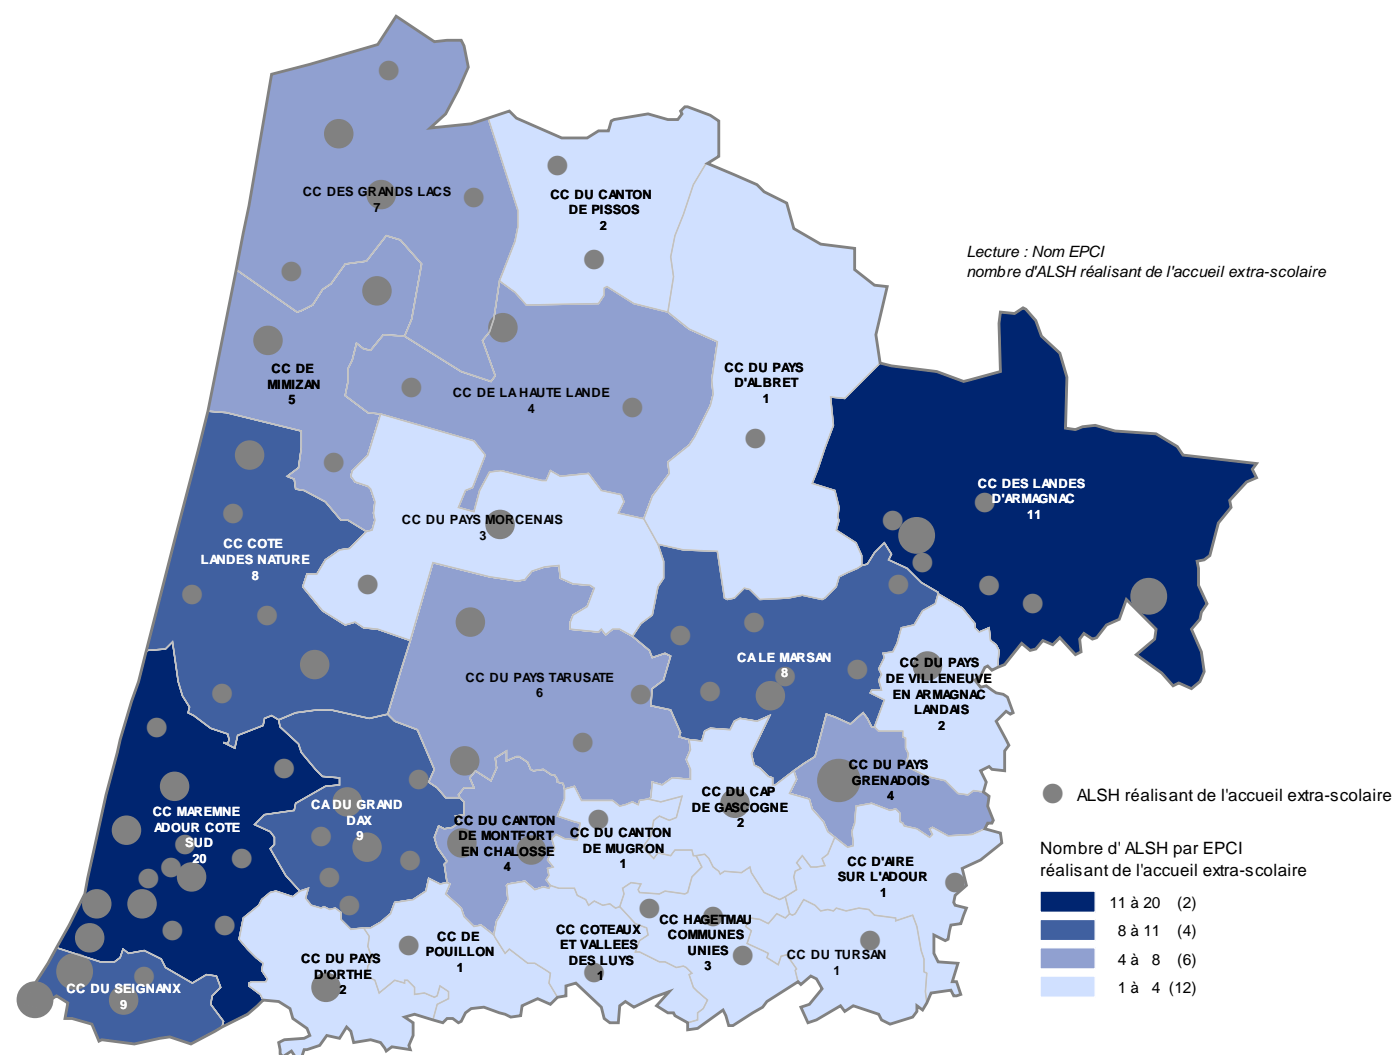 CC DES GRANDS LACS
7
CC DU CANTON
DE PISSOS
2
Lecture : Nom EPCI
nombre d'ALSH réalisant de l'accueil extra-scolaire
CC DE
MIMIZAN
5
CC DE LA HAUTE LANDE
4
CC DU PAYS
D'ALBRET
1
CC DES LANDES
D'ARMAGNAC
11
CC DU PAYS MORCENAIS
3
CC COTE
LANDES NATURE
8
CC DU PAYS TARUSATE
6
CA LE MARSAN
8
CC DU PAYS
DE VILLENEUVE
EN ARMAGNAC
LANDAIS
2
CC DU PAYS
GRENADOIS
4
CC DU CAP
DE GASCOGNE
2
CC MAREMNE
ADOUR COTE
SUD
20
CA DU GRAND
DAX
9
CC DU CANTON
DE MONTFORT
EN CHALOSSE
4
CC DU CANTON
DE MUGRON
1
CC D'AIRE
SUR L'ADOUR
1
CC DU SEIGNANX
9
CC DU PAYS
D'ORTHE
2
CC DE
POUILLON
1
CC COTEAUX
ET VALLEES
DES LUYS
1
CC HAGETMAU
COMMUNES
UNIES
3
CC DU TURSAN
1
ALSH réalisant de l'accueil extra-scolaire
Nombre d' ALSH par EPCI
réalisant de l'accueil extra-scolaire
11 à 20 (2)
8 à 11 (4)
4 à 8 (6)
1 à 4 (12)